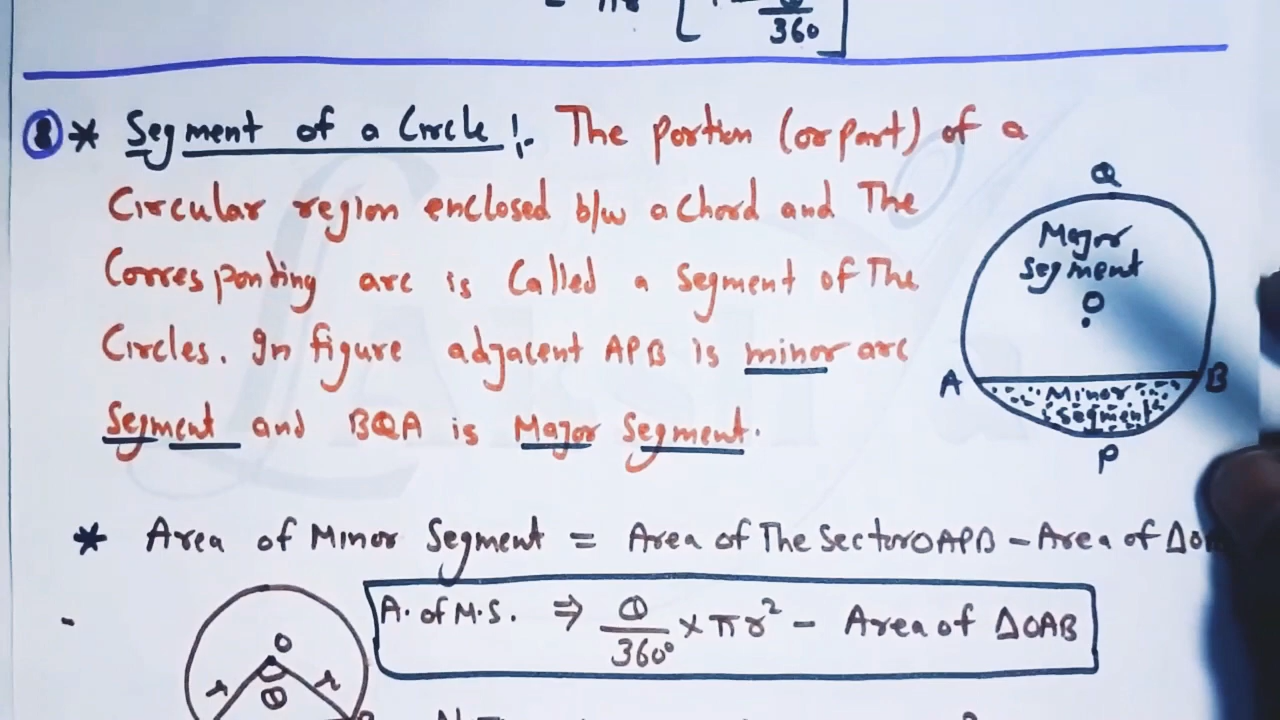 360
8 * Segment of a Circle :- The portion (or part) of a
Circular region enclosed b/w a Chord and The
Corresponding arc is Called a Segment of The
Circles. In figure adjacent APB is minor arc
Segment and BQA is Major Segment.
Q
Major
Segment
O
A
B
Minor
Segment
P
* Area of Minor Segment = Area of The Sector OAPB - Area of
A. of M.S. ⇒ θ/360° × πr² - Area of ΔOAB
O
r θ r